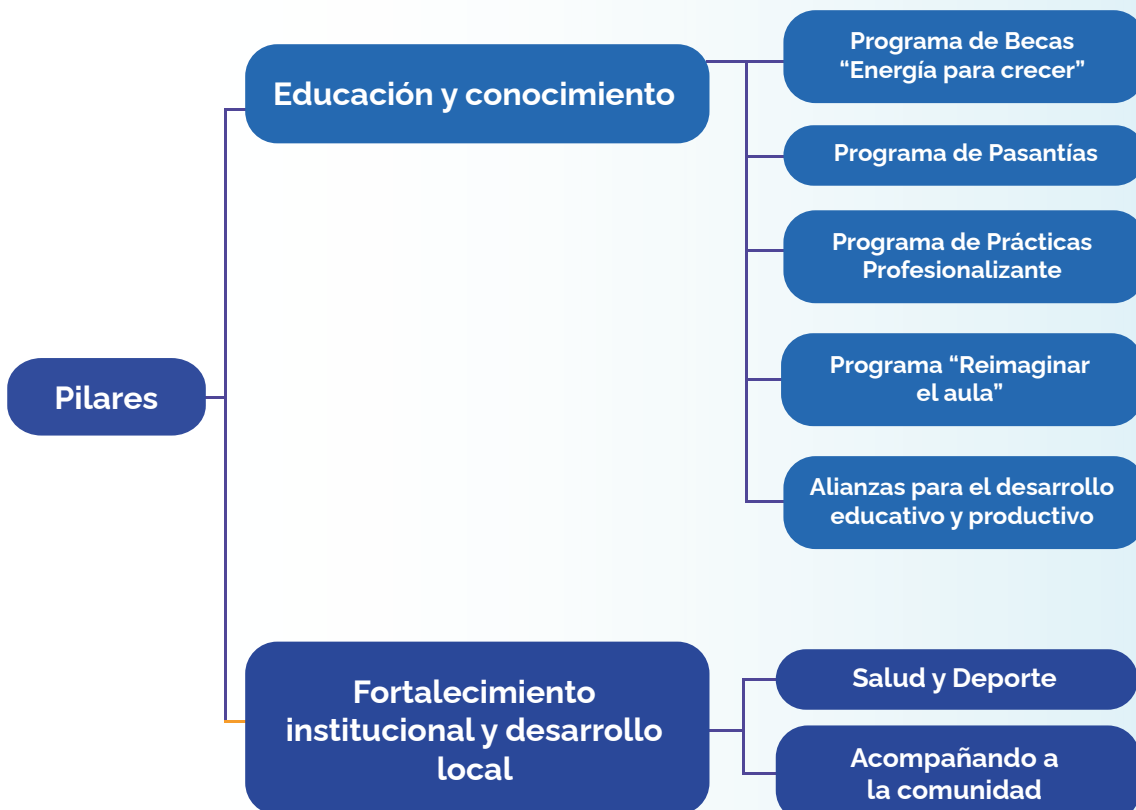 Pilares
Educación y conocimiento
Programa de Becas
“Energía para crecer”
Programa de Pasantías
Programa de Prácticas
Profesionalizante
Programa “Reimaginar
el aula”
Alianzas para el desarrollo
educativo y productivo
Fortalecimiento
institucional y desarrollo
local
Salud y Deporte
Acompañando a
la comunidad